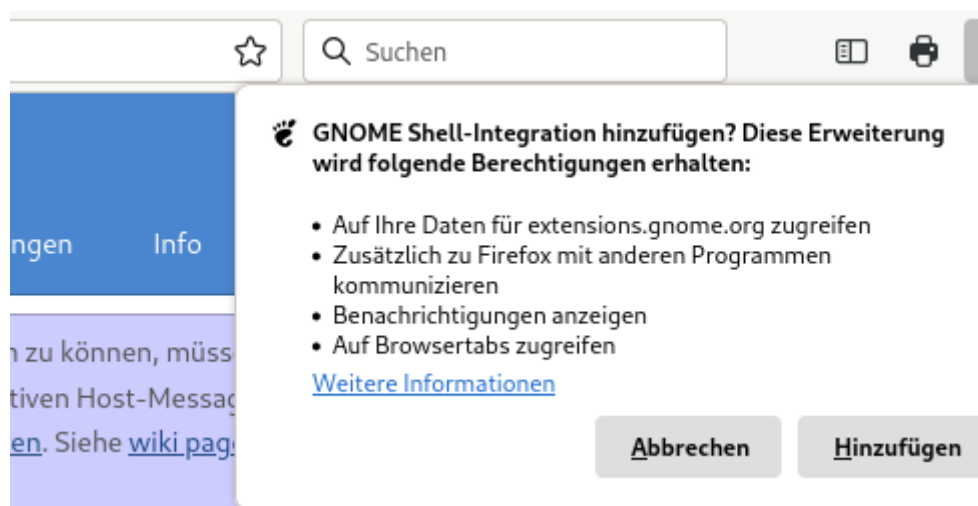 Suchen
GNOME Shell-Integration hinzufügen? Diese Erweiterung
wird folgende Berechtigungen erhalten:
• Auf Ihre Daten für extensions.gnome.org zugreifen
• Zusätzlich zu Firefox mit anderen Programmen
kommunizieren
• Benachrichtigungen anzeigen
• Auf Browsertabs zugreifen
Weitere Informationen
Abbrechen Hinzufügen
ngen Info
n zu können, müss
tiven Host-Messag
en. Siehe wiki pag